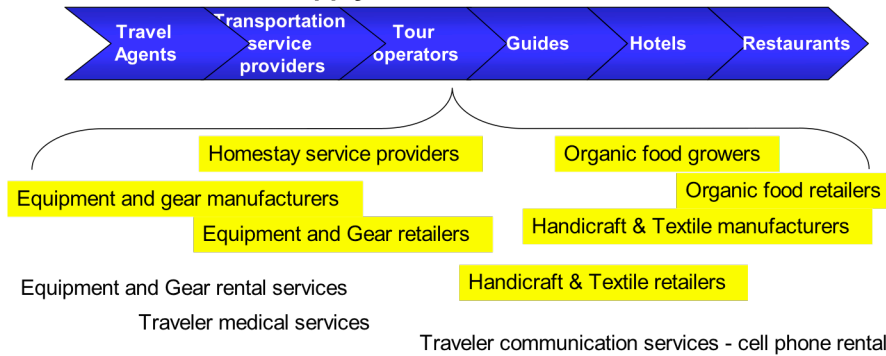 Travel
Agents
Transportation
service
providers
Tour
operators
Guides
Hotels
Restaurants
Homestay service providers
Organic food growers
Equipment and gear manufacturers
Organic food retailers
Equipment and Gear retailers
Handicraft & Textile manufacturers
Equipment and Gear rental services
Handicraft & Textile retailers
Traveler medical services
Traveler communication services - cell phone rental